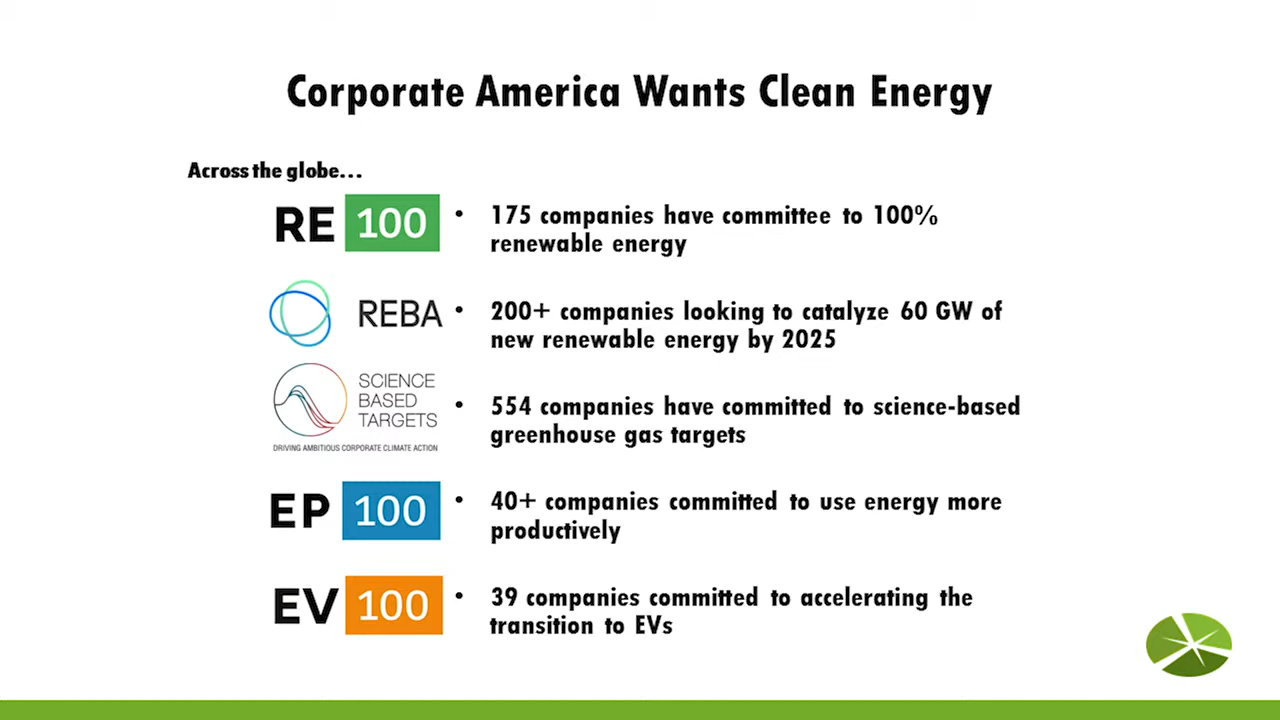 Corporate America Wants Clean Energy
Across the globe...
RE 100
• 175 companies have committee to 100%
renewable energy
REBA
• 200+ companies looking to catalyze 60 GW of
new renewable energy by 2025
SCIENCE
BASED
TARGETS
DRIVING AMBITIOUS CORPORATE CLIMATE ACTION
• 554 companies have committed to science-based
greenhouse gas targets
EP 100
• 40+ companies committed to use energy more
productively
EV 100
• 39 companies committed to accelerating the
transition to EVs